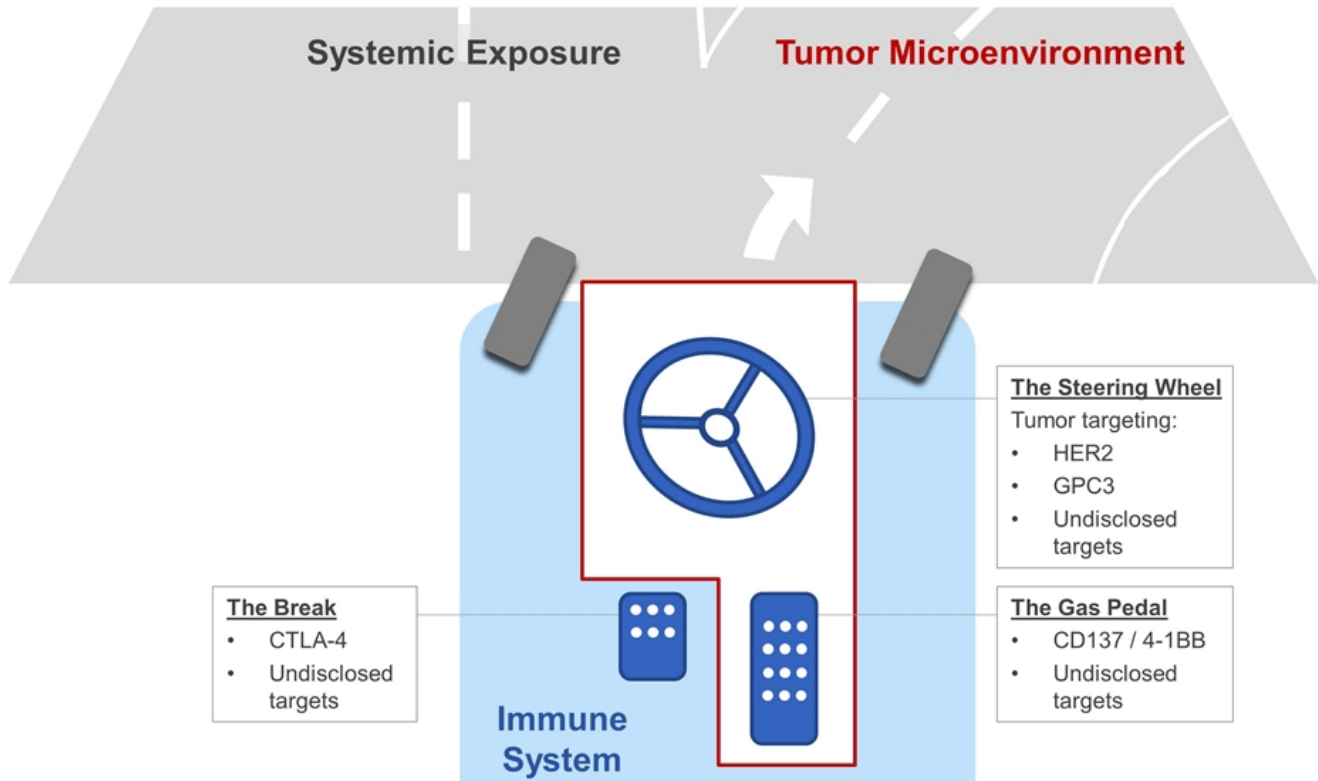 Systemic Exposure
Tumor Microenvironment
The Steering Wheel
Tumor targeting:
• HER2
• GPC3
• Undisclosed
targets
The Break
• CTLA-4
• Undisclosed
targets
The Gas Pedal
• CD137 / 4-1BB
• Undisclosed
targets
Immune
System